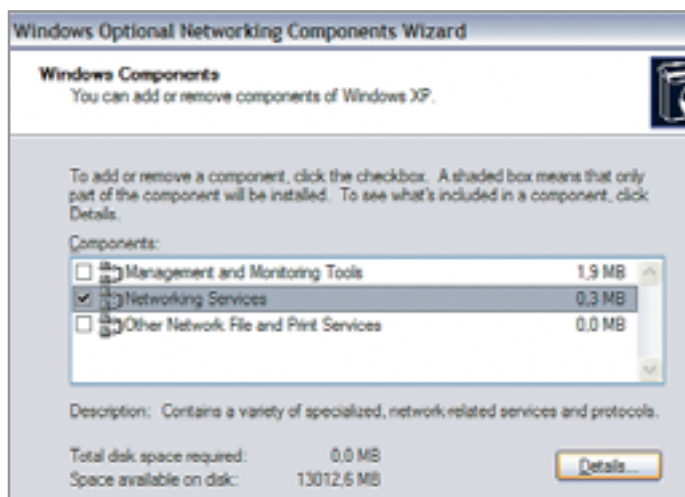 Windows Optional Networking Components Wizard
Windows Components
You can add or remove components of Windows XP.
To add or remove a component, click the checkbox. A shaded box means that only
part of the component will be installed. To see what's included in a component, click
Details.
Components:
Management and Monitoring Tools 1,9 MB
Networking Services 0,3 MB
Other Network File and Print Services 0,0 MB
Description: Contains a variety of specialized, network related services and protocols.
Total disk space required: 0,0 MB
Space available on disk: 13012,6 MB
Details...